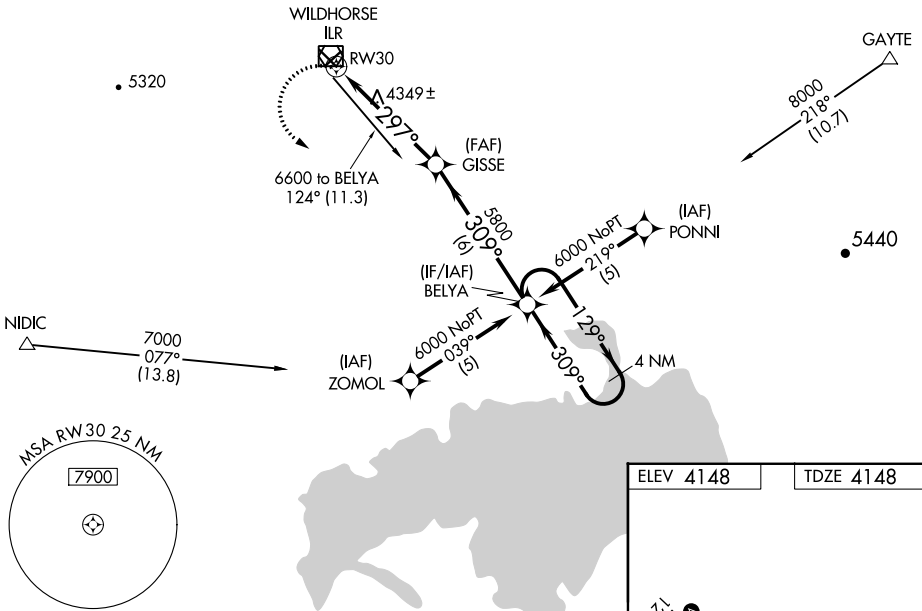 WILDHORSE
ILR
RW30
GAYTE
5320
4349±
8000
218°
(10.7)
297°
(FAF)
GISSE
6600 to BELYA
124° (11.3)
5800
309°
(6)
(IAF)
PONNI
6000 NoPT
219°
(5)
5440
(IF/IAF)
BELYA
NIDIC
7000
077°
(13.8)
6000 NoPT
039°
(5)
(IAF)
ZOMOL
129°
309°
4 NM
MSA RW30 25 NM
7900
ELEV 4148
TDZE 4148
12